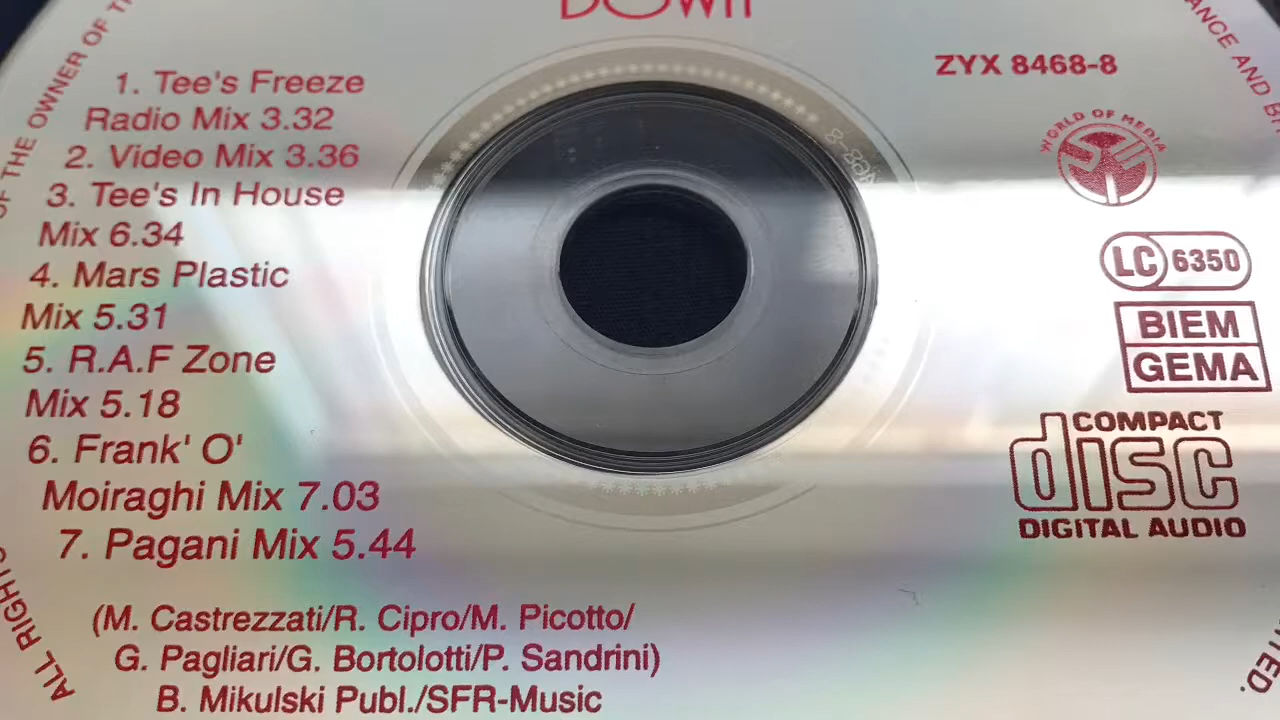 DOWN
1. Tee's Freeze
Radio Mix 3.32
2. Video Mix 3.36
3. Tee's In House
Mix 6.34
4. Mars Plastic
Mix 5.31
5. R.A.F Zone
Mix 5.18
6. Frank' O'
Moiraghi Mix 7.03
7. Pagani Mix 5.44
(M. Castrezzati/R. Cipro/M. Picotto/
G. Pagliari/G. Bortolotti/P. Sandrini)
B. Mikulski Publ./SFR-Music
ZYX 8468-8
WORLD OF MEDIA
LC 6350
BIEM
GEMA
COMPACT
disc
DIGITAL AUDIO
ALL RIGHTS
OF THE OWNER OF
AND